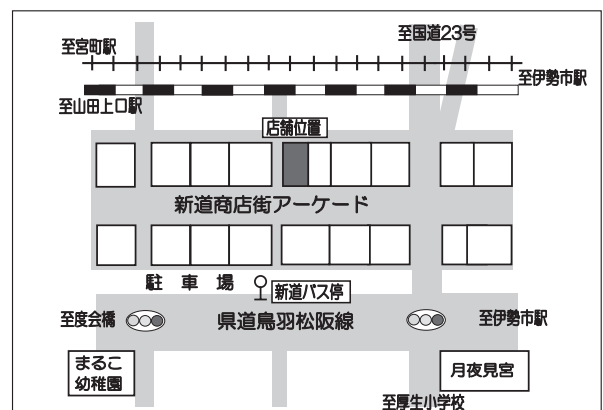 至国道23号
至宮町駅
至伊勢市駅
至山田上口駅
店舗位置
新道商店街アーケード
駐車場
新道バス停
至度会橋
県道鳥羽松阪線
至伊勢市駅
まるこ
幼稚園
月夜見宮
至厚生小学校